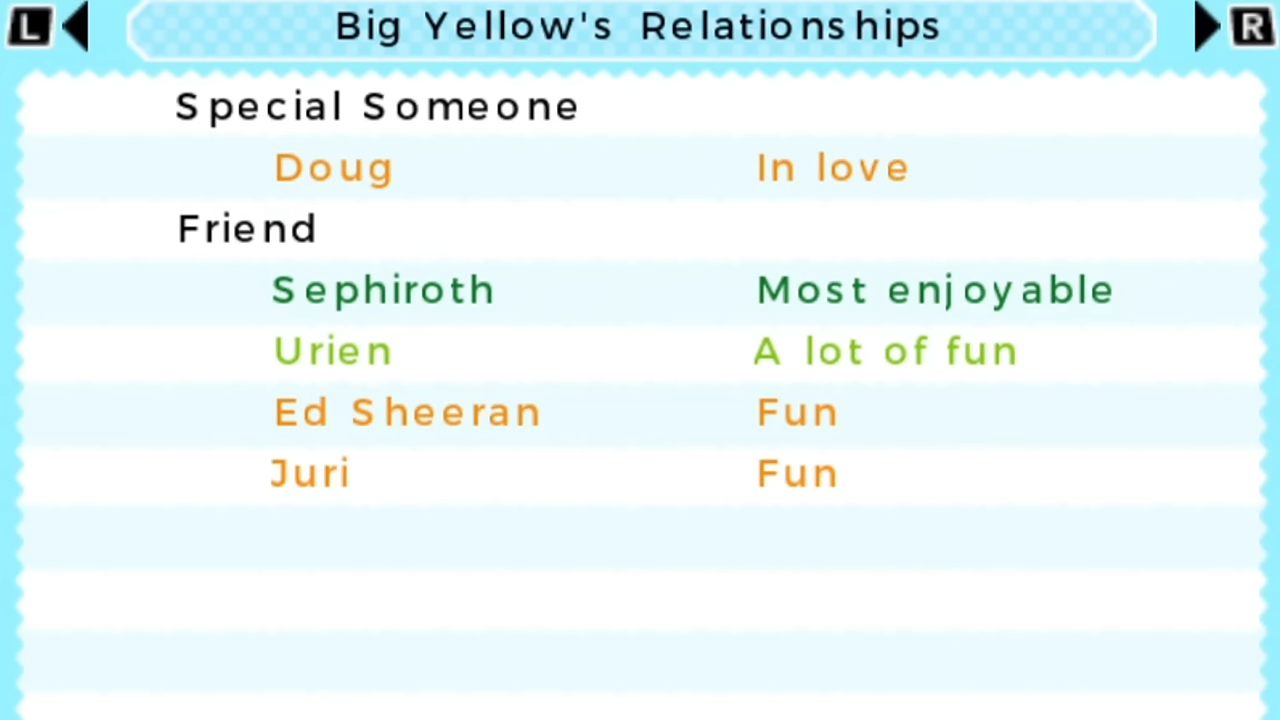 L Big Yellow's Relationships R
Special Someone
Doug In love
Friend
Sephiroth Most enjoyable
Urien A lot of fun
Ed Sheeran Fun
Juri Fun